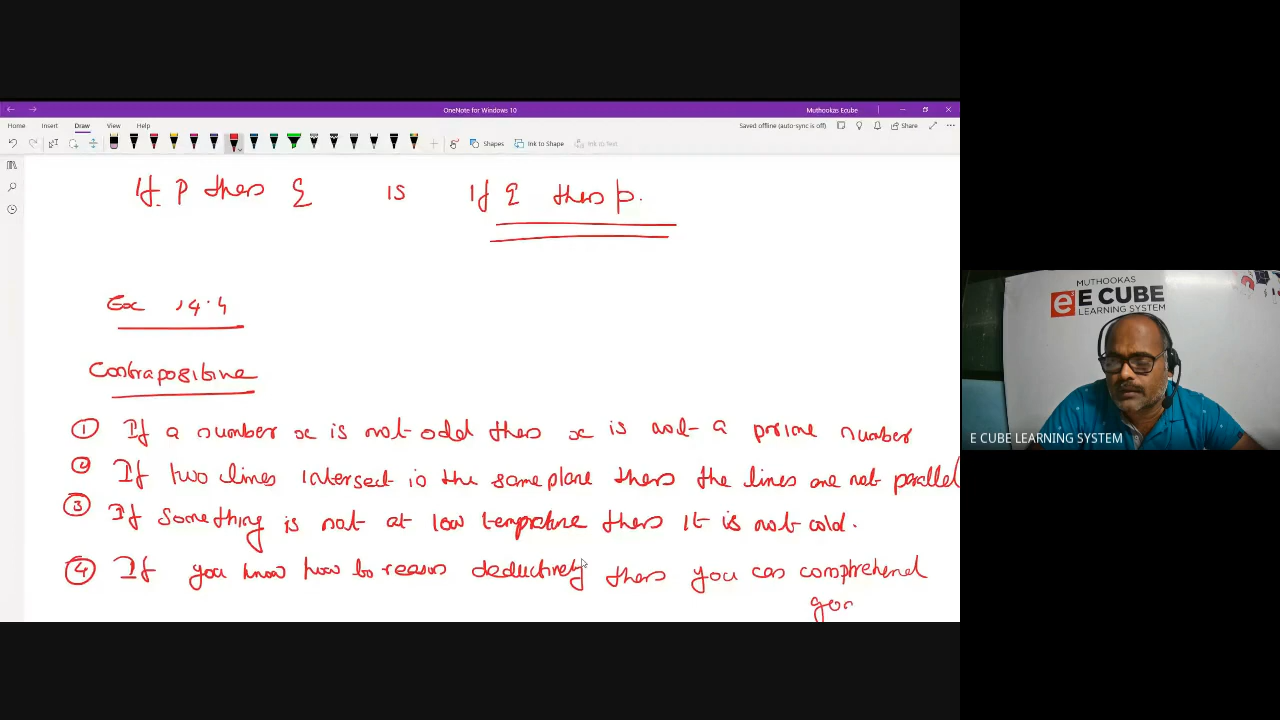 OneNote for Windows 10
Muthookas Ecube
Home Insert Draw View Help
Saved offline (auto-sync is off)
Share
Shapes
Ink to Shape
Ink to Text
If p then q is If q then p.
Ex 14.4
Contrapositive
① If a number x is not odd then x is not a prime number
② If two lines intersect in the same plane then the lines are not parallel
③ If something is not at low temprature then it is not cold.
④ If you know how to reason deductively then you can comprehend
geo
MUTHOOKAS
E CUBE
LEARNING SYSTEM
E CUBE LEARNING SYSTEM